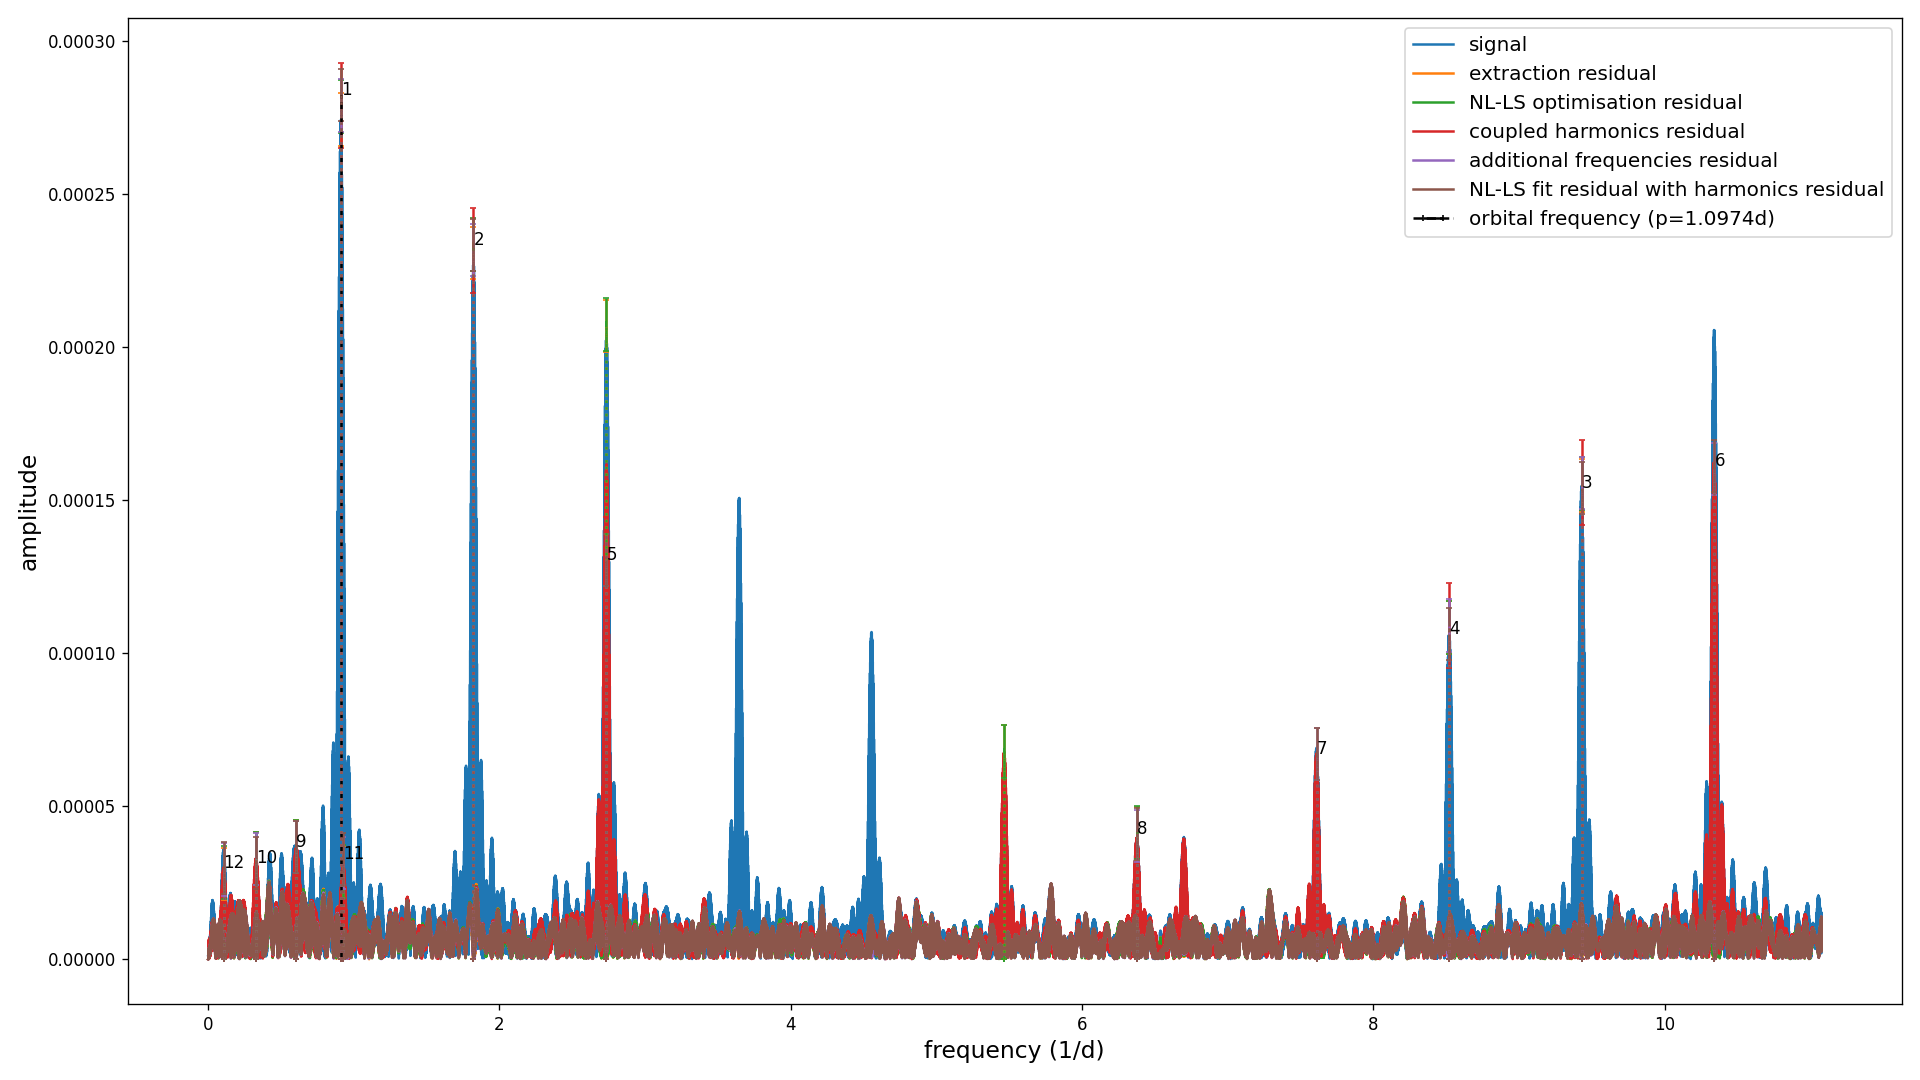 signal
extraction residual
NL-LS optimisation residual
coupled harmonics residual
additional frequencies residual
NL-LS fit residual with harmonics residual
orbital frequency (p=1.0974d)
amplitude
0.00030
0.00025
0.00020
0.00015
0.00010
0.00005
0.00000
1
2
3
6
5
4
7
8
9
10
11
12
0 2 4 6 8 10
frequency (1/d)